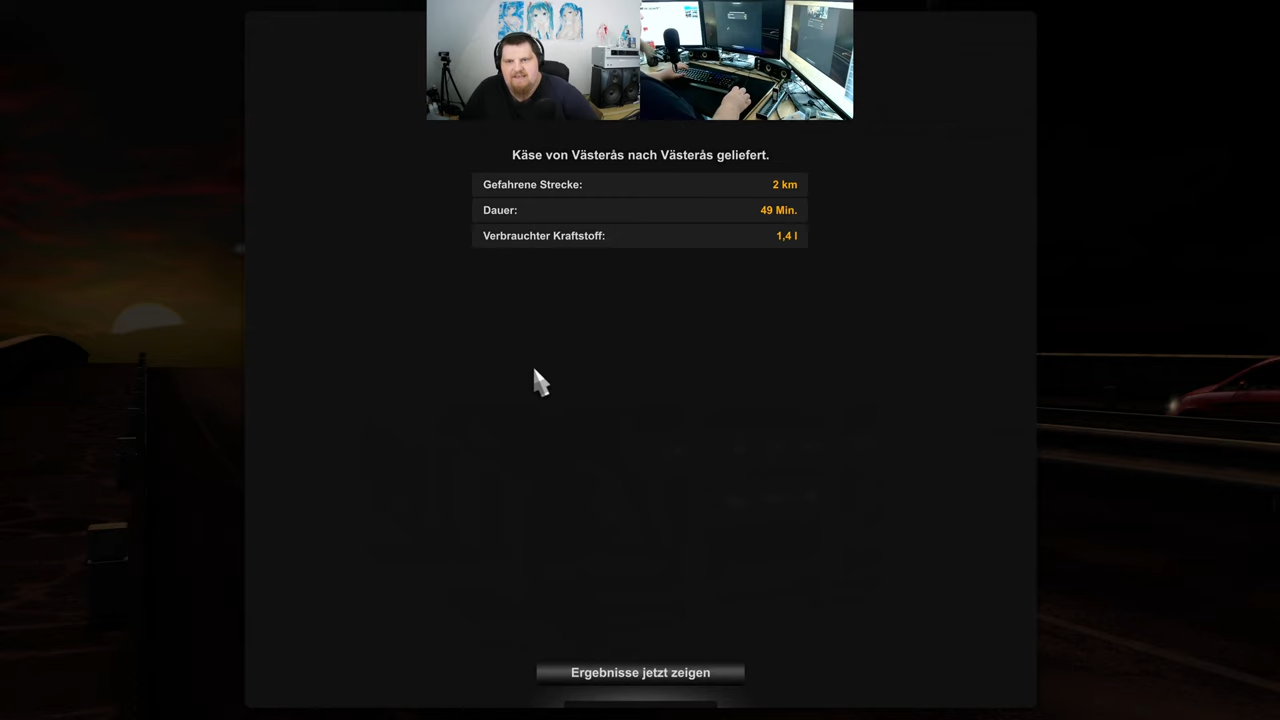 Käse von Västerås nach Västerås geliefert.
Gefahrene Strecke: 2 km
Dauer: 49 Min.
Verbrauchter Kraftstoff: 1,4 l
Ergebnisse jetzt zeigen